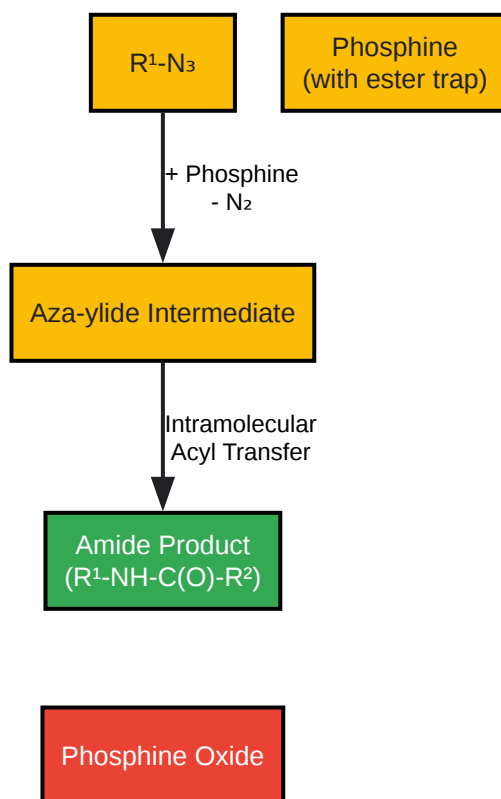 R¹-N₃
Phosphine
(with ester trap)
+ Phosphine
- N₂
Aza-ylide Intermediate
Intramolecular
Acyl Transfer
Amide Product
(R¹-NH-C(O)-R²)
Phosphine Oxide